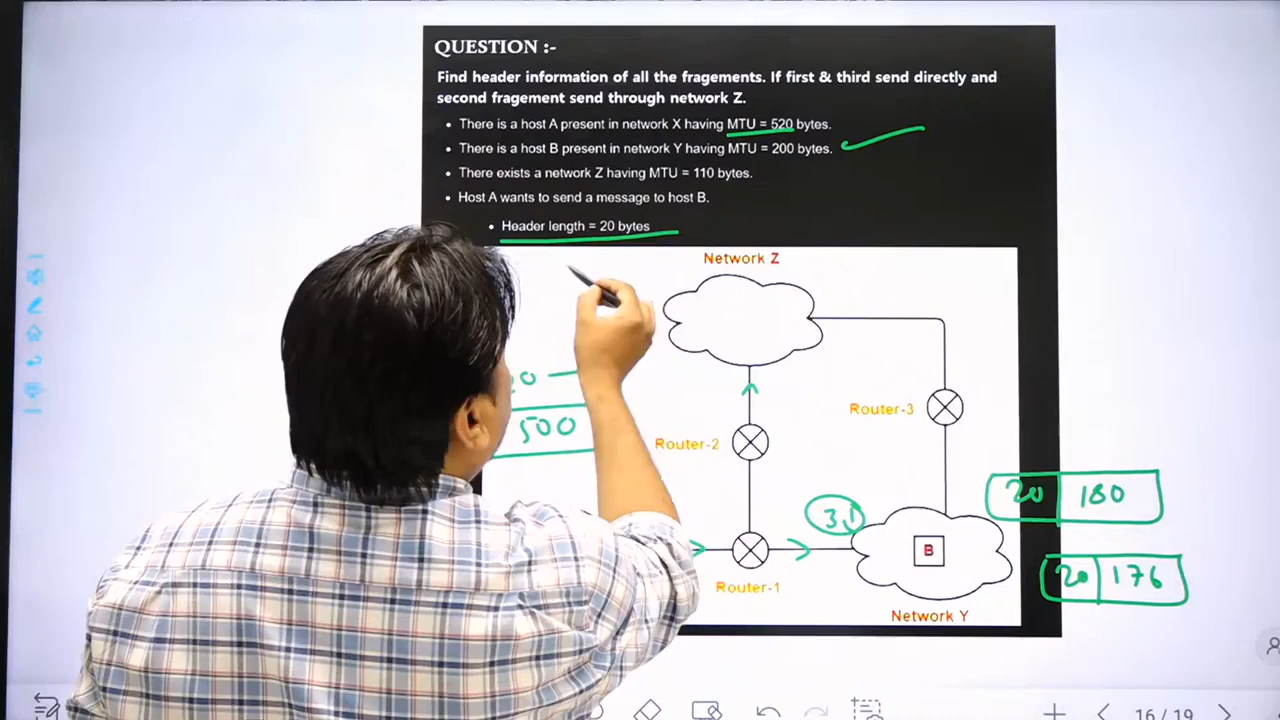 QUESTION :-
Find header information of all the fragements. If first & third send directly and
second fragement send through network Z.
• There is a host A present in network X having MTU = 520 bytes.
• There is a host B present in network Y having MTU = 200 bytes.
• There exists a network Z having MTU = 110 bytes.
• Host A wants to send a message to host B.
• Header length = 20 bytes
Network Z
500
Router-3
Router-2
20 180
3,1
B
Router-1
20 176
Network Y
16 / 19